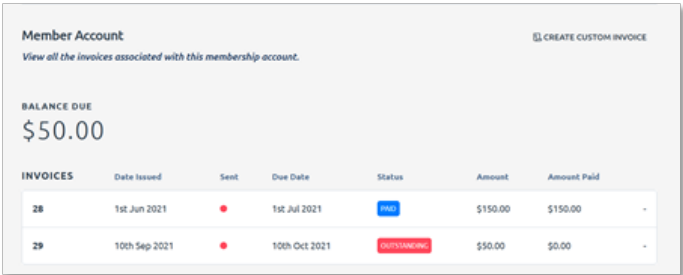 Member Account
CREATE CUSTOM INVOICE
View all the invoices associated with this membership account.
BALANCE DUE
$50.00
INVOICES Date Issued Sent Due Date Status Amount Amount Paid
28 1st Jun 2021 1st Jul 2021 PAID $150.00 $150.00 -
29 10th Sep 2021 10th Oct 2021 OUTSTANDING $50.00 $0.00 -